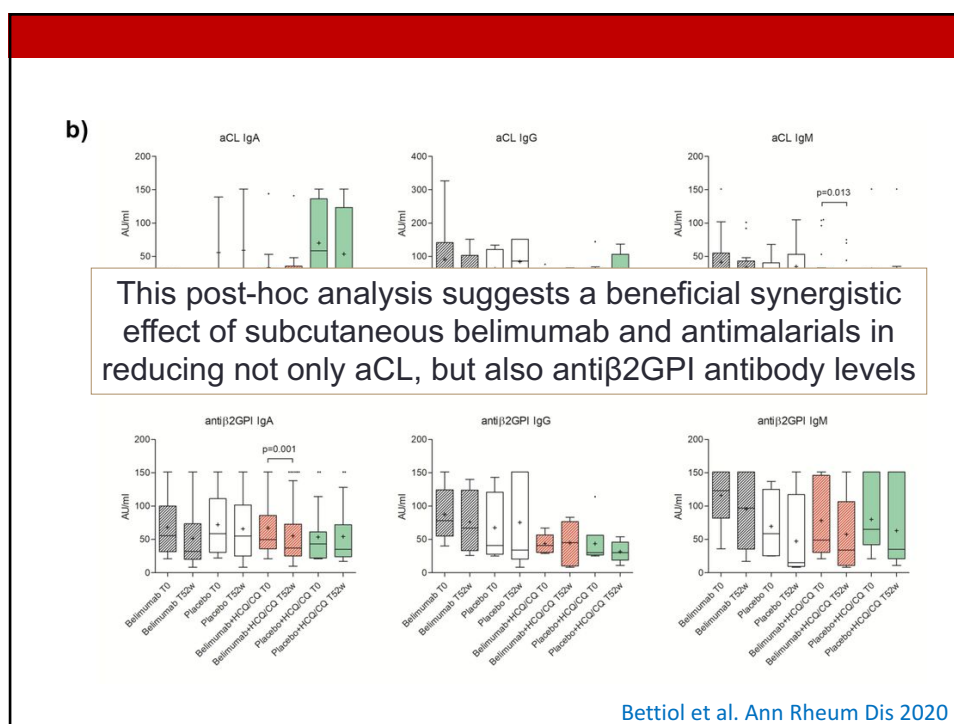 b)
aCL IgA
aCL IgG
aCL IgM
200
150
100
50
AU/ml
400
300
200
100
AU/ml
200
150
100
50
AU/ml
p=0.013
This post-hoc analysis suggests a beneficial synergistic
effect of subcutaneous belimumab and antimalarials in
reducing not only aCL, but also antiβ2GPI antibody levels
antiβ2GPI IgA
antiβ2GPI IgG
antiβ2GPI IgM
200
150
100
50
0
AU/ml
p=0.001
200
150
100
50
0
AU/ml
200
150
100
50
0
AU/ml
Belimumab T0
Belimumab T52w
Placebo T0
Placebo T52w
Belimumab+HCQ/CQ T0
Belimumab+HCQ/CQ T52w
Placebo+HCQ/CQ T0
Placebo+HCQ/CQ T52w
Belimumab T0
Belimumab T52w
Placebo T0
Placebo T52w
Belimumab+HCQ/CQ T0
Belimumab+HCQ/CQ T52w
Placebo+HCQ/CQ T0
Placebo+HCQ/CQ T52w
Belimumab T0
Belimumab T52w
Placebo T0
Placebo T52w
Belimumab+HCQ/CQ T0
Belimumab+HCQ/CQ T52w
Placebo+HCQ/CQ T0
Placebo+HCQ/CQ T52w
Bettiol et al. Ann Rheum Dis 2020